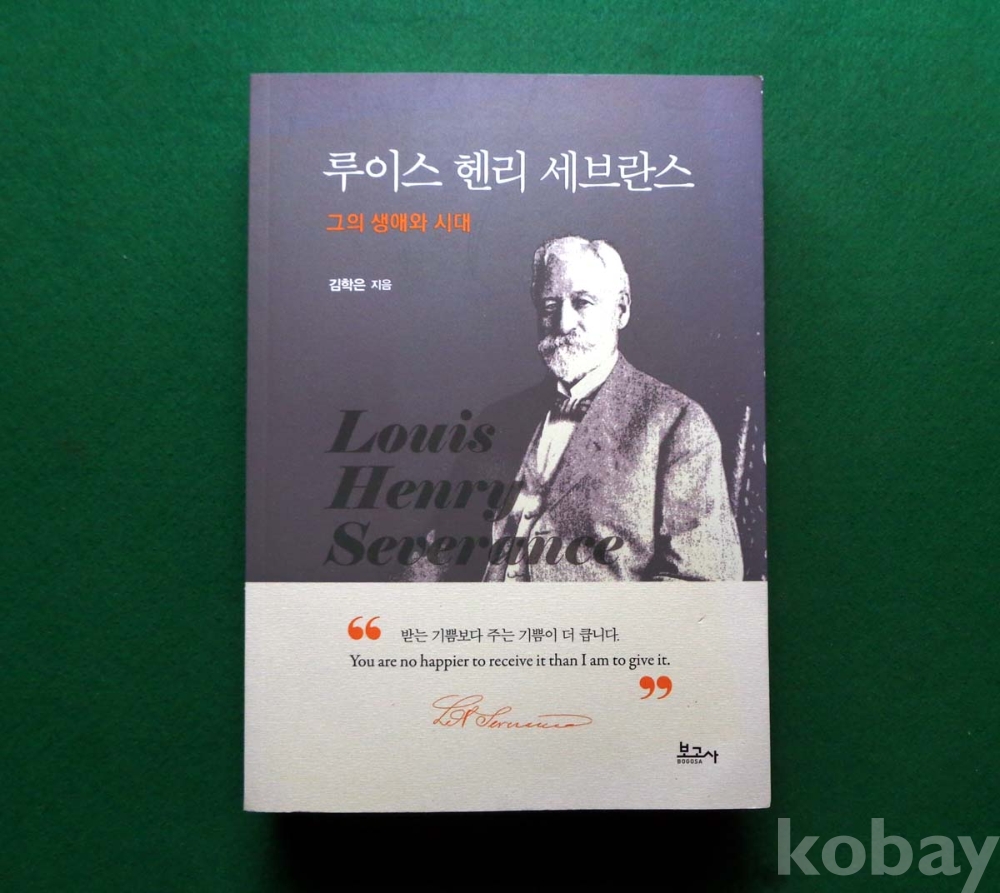 루이스 헨리 세브란스
그의 생애와 시대
김학은 지음
Louis
Henry
Severance
“ 받는 기쁨보다 주는 기쁨이 더 큽니다.
You are no happier to receive it than I am to give it. ”
보고사
BOGOSA
kobay